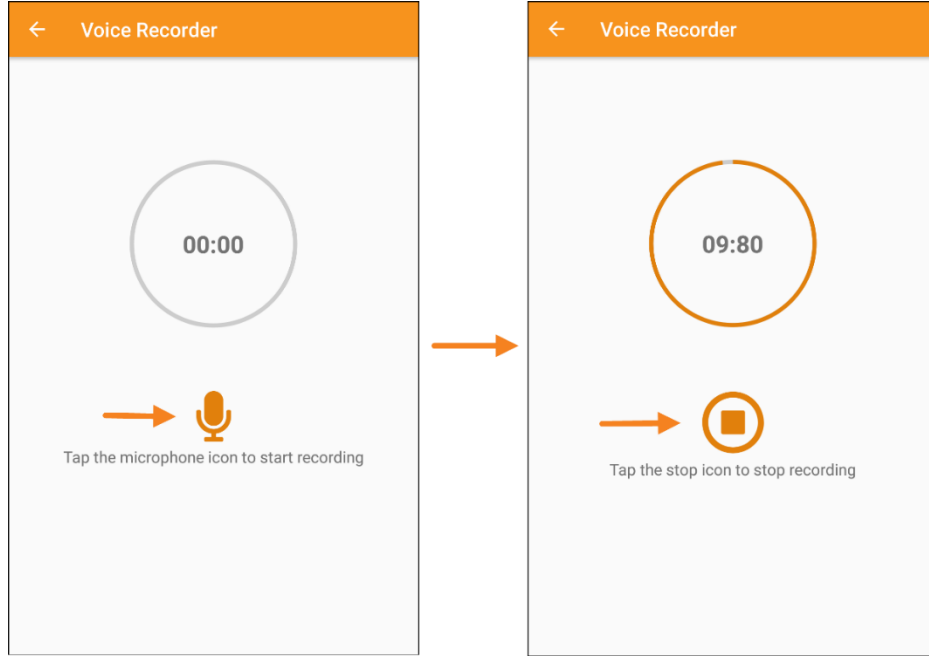 Voice Recorder
00:00
Tap the microphone icon to start recording
Voice Recorder
09:80
Tap the stop icon to stop recording